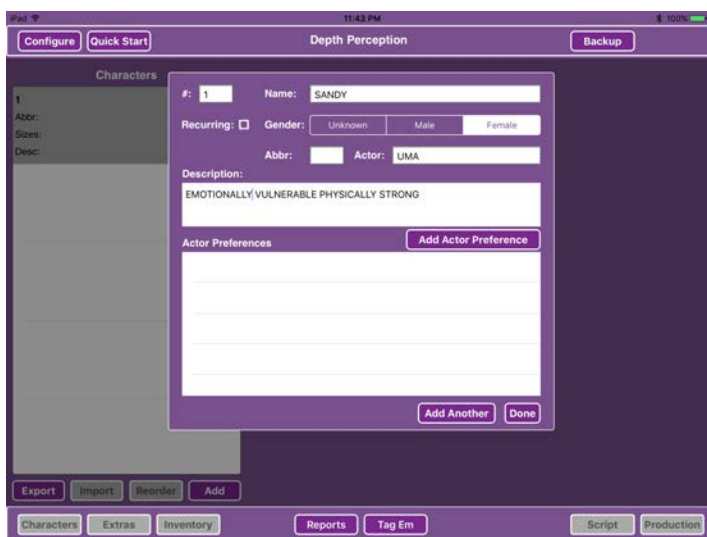 iPad 11:43 PM 100%
Configure Quick Start Depth Perception Backup
Characters
1
Abbr:
Sizes:
Desc:
#: 1 Name: SANDY
Recurring: Gender: Unknown Male Female
Abbr: Actor: UMA
Description:
EMOTIONALLY VULNERABLE PHYSICALLY STRONG
Actor Preferences Add Actor Preference
Add Another Done
Export Import Reorder Add
Characters Extras Inventory Reports Tag Em Script Production